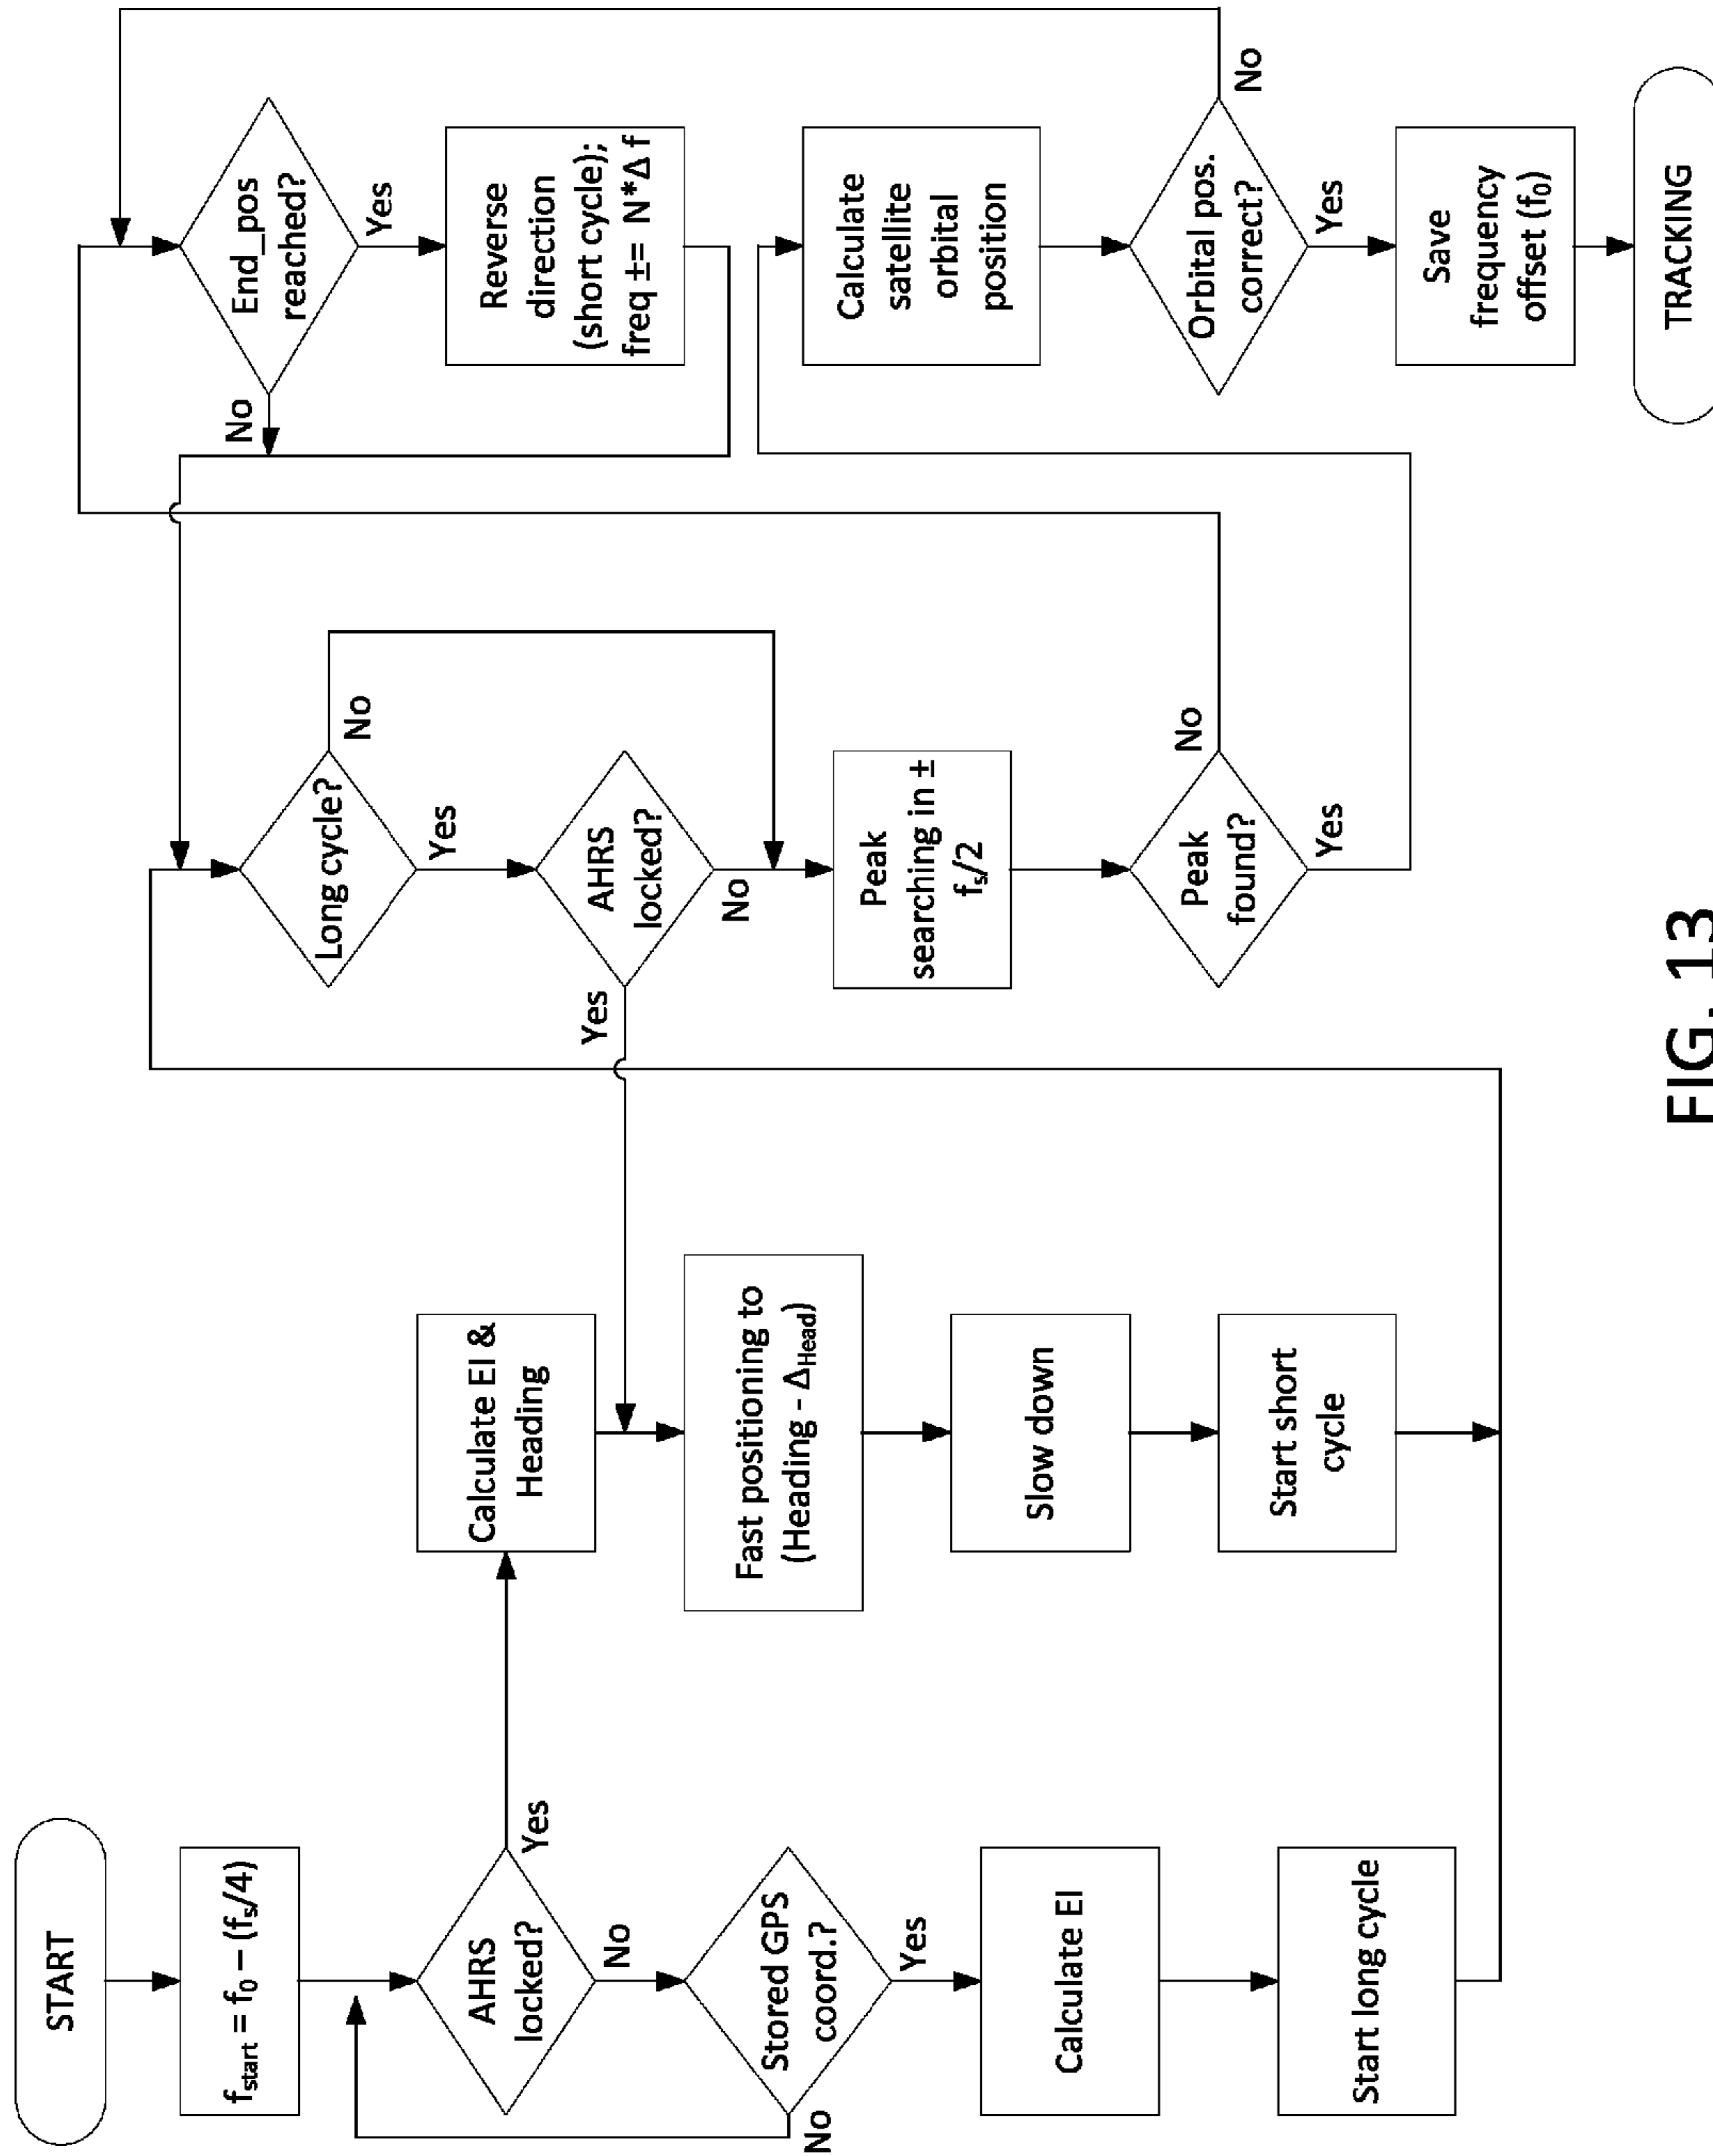 START
f_start = f_0 – (f_s/4)
AHRS
locked?
Yes
No
Stored GPS
coord.?
No
Yes
Calculate El
Start long cycle
Calculate El &
Heading
Fast positioning to
(Heading - Δ_Head)
Slow down
Start short
cycle
Long cycle?
No
Yes
AHRS
locked?
Yes
No
Peak
searching in ±
f_s/2
Peak
found?
No
Yes
End_pos
reached?
No
Yes
Reverse
direction
(short cycle);
freq ±= N*Δ f
Calculate
satellite
orbital
position
Orbital pos.
correct?
No
Yes
Save
frequency
offset (f_0)
TRACKING
FIG. 13